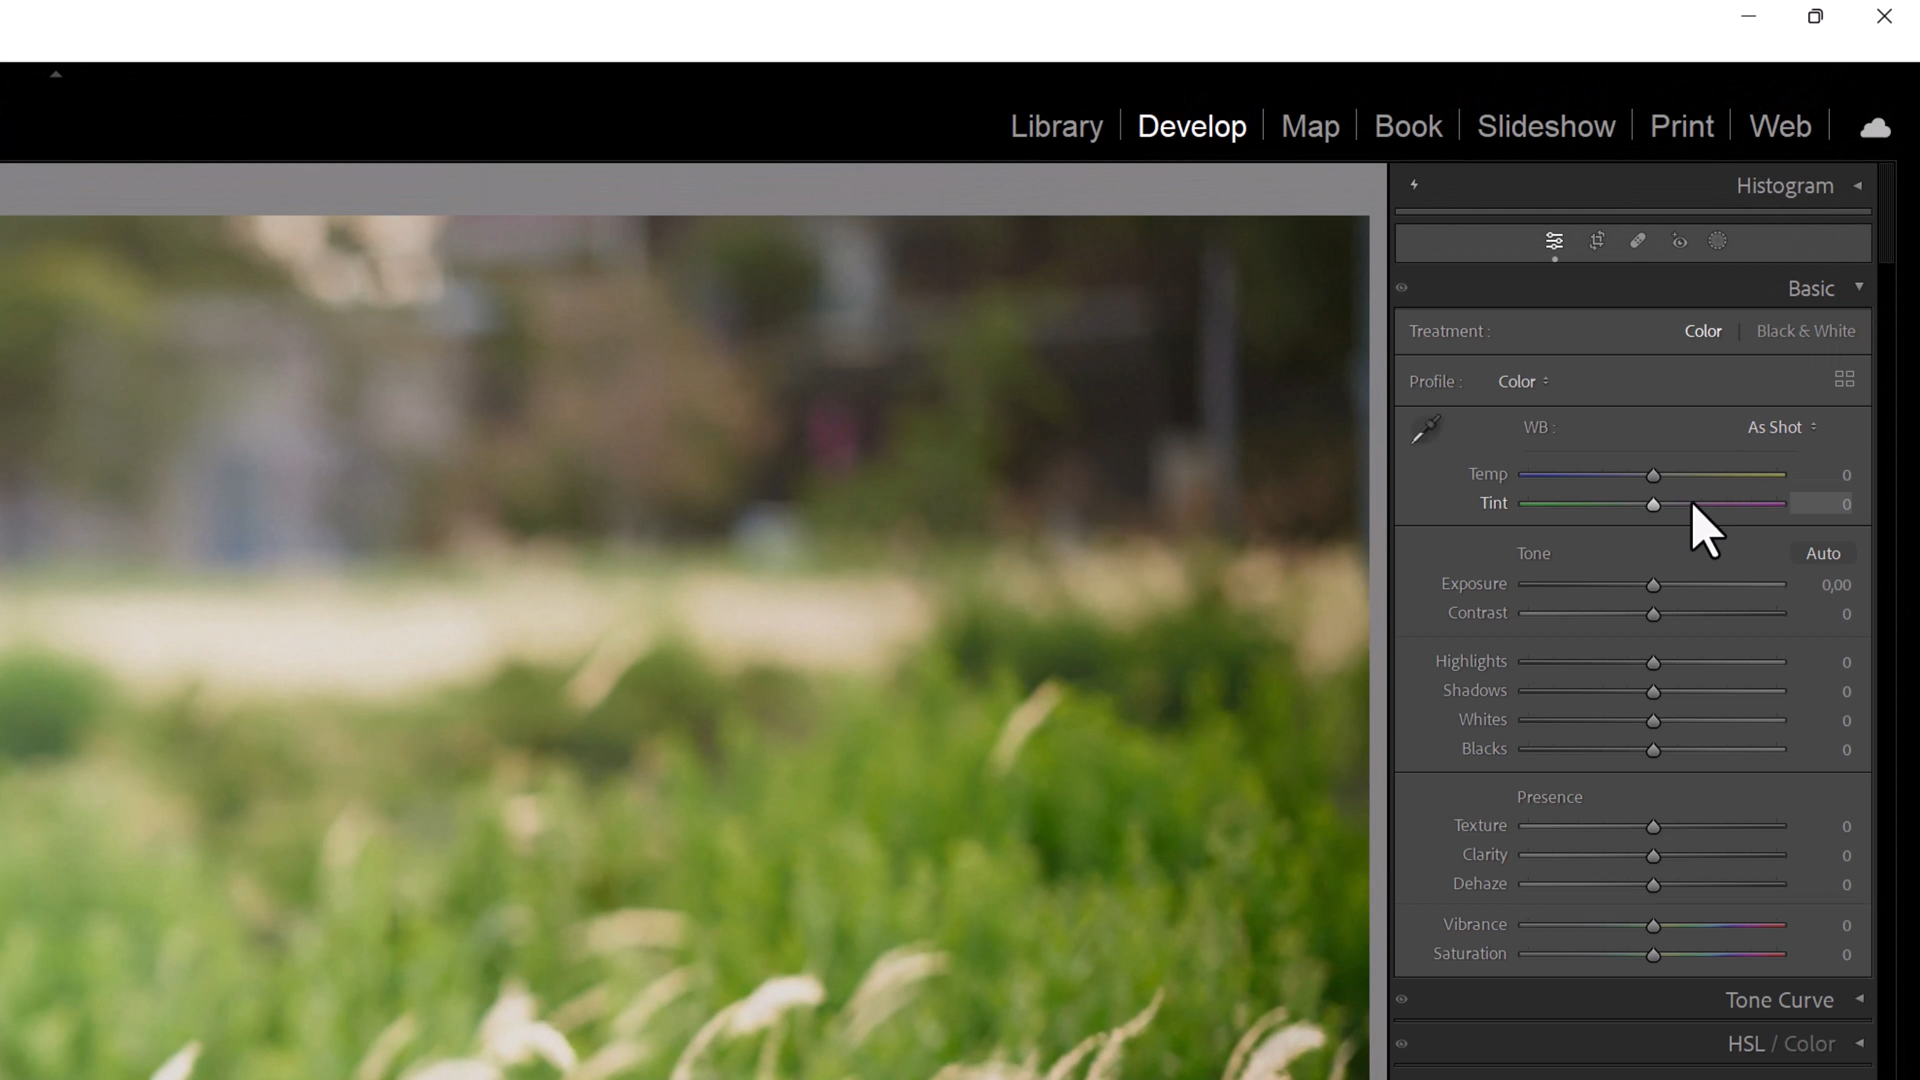 Library Develop Map Book Slideshow Print Web
Histogram
Basic
Treatment : Color Black & White
Profile : Color
WB : As Shot
Temp 0
Tint 0
Tone Auto
Exposure 0,00
Contrast 0
Highlights 0
Shadows 0
Whites 0
Blacks 0
Presence
Texture 0
Clarity 0
Dehaze 0
Vibrance 0
Saturation 0
Tone Curve
HSL / Color